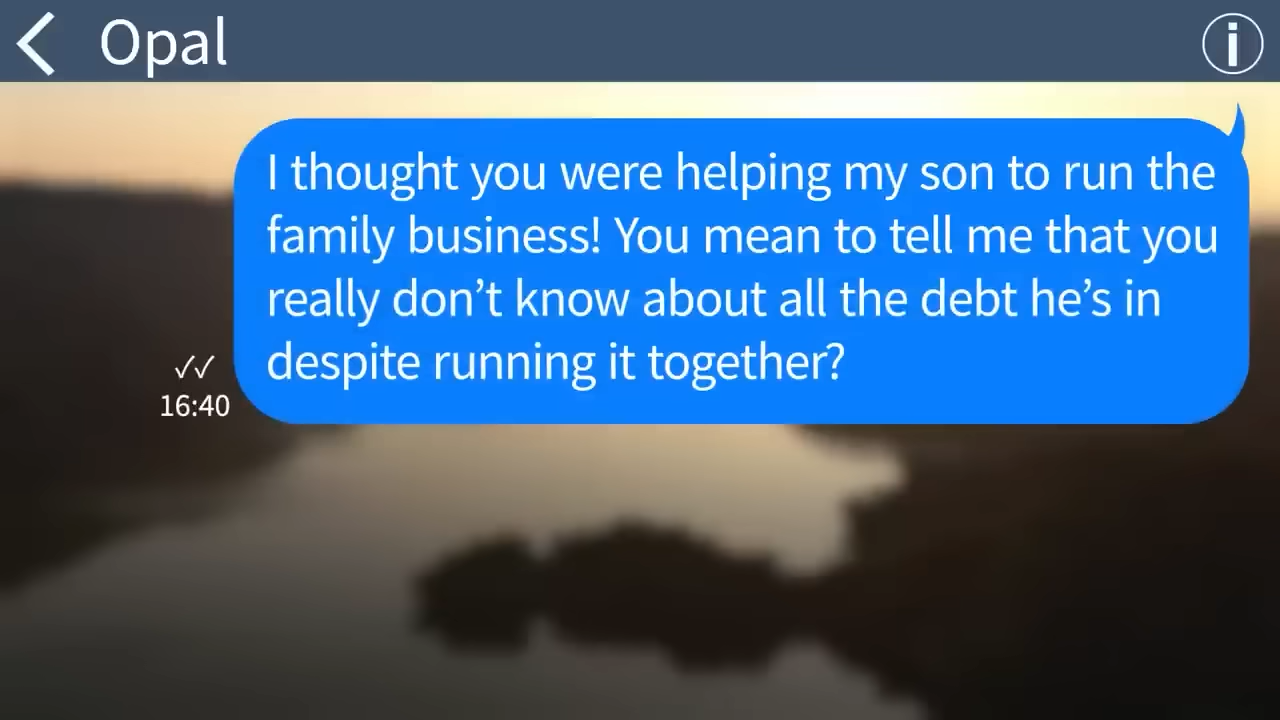 Opal
I thought you were helping my son to run the
family business! You mean to tell me that you
really don’t know about all the debt he’s in
despite running it together?
16:40